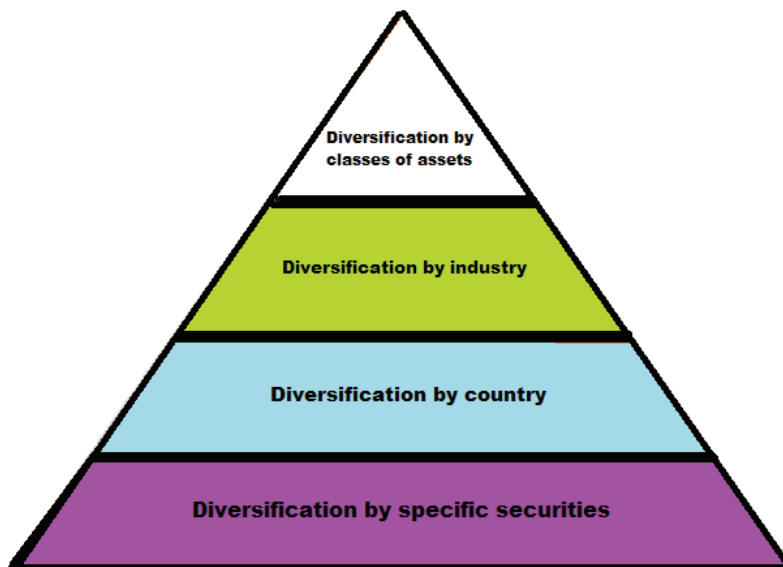 Diversification by
classes of assets
Diversification by industry
Diversification by country
Diversification by specific securities